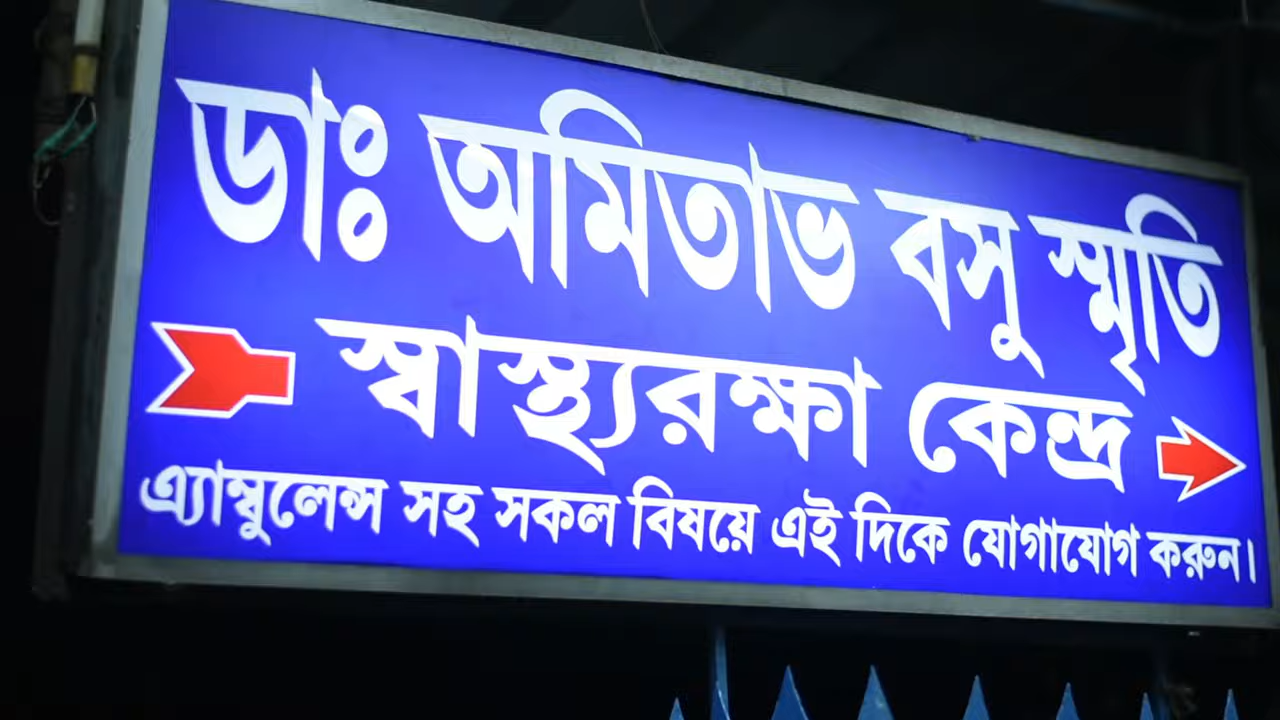 ডাঃ অমিতাভ বসু স্মৃতি
স্বাস্থ্যরক্ষা কেন্দ্র
এ্যাম্বুলেন্স সহ সকল বিষয়ে এই দিকে যোগাযোগ করুন।